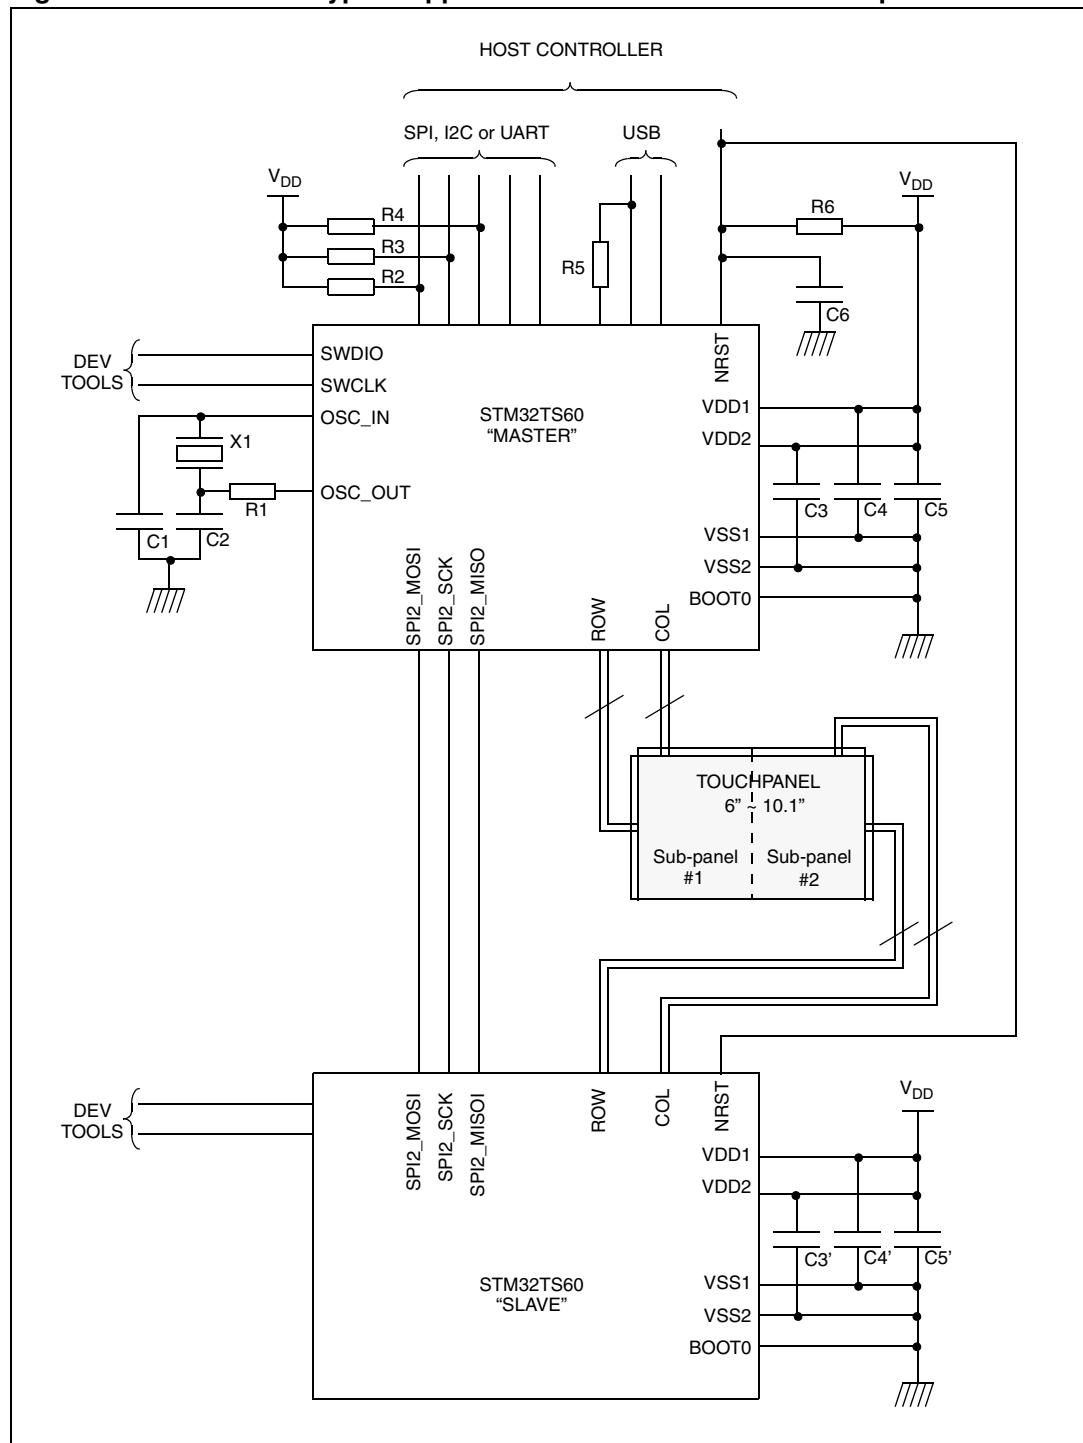 HOST CONTROLLER
SPI, I2C or UART
USB
VDD
VDD
R4
R3
R2
R5
R6
C6
DEV
TOOLS
SWDIO
SWCLK
OSC_IN
OSC_OUT
X1
R1
C1
C2
STM32TS60
“MASTER”
NRST
VDD1
VDD2
C3
C4
C5
VSS1
VSS2
BOOT0
SPI2_MOSI
SPI2_SCK
SPI2_MISO
ROW
COL
TOUCHPANEL
6” ~ 10.1”
Sub-panel
#1
Sub-panel
#2
DEV
TOOLS
SPI2_MOSI
SPI2_SCK
SPI2_MISOI
ROW
COL
NRST
VDD
VDD1
VDD2
C3’
C4’
C5’
STM32TS60
“SLAVE”
VSS1
VSS2
BOOT0